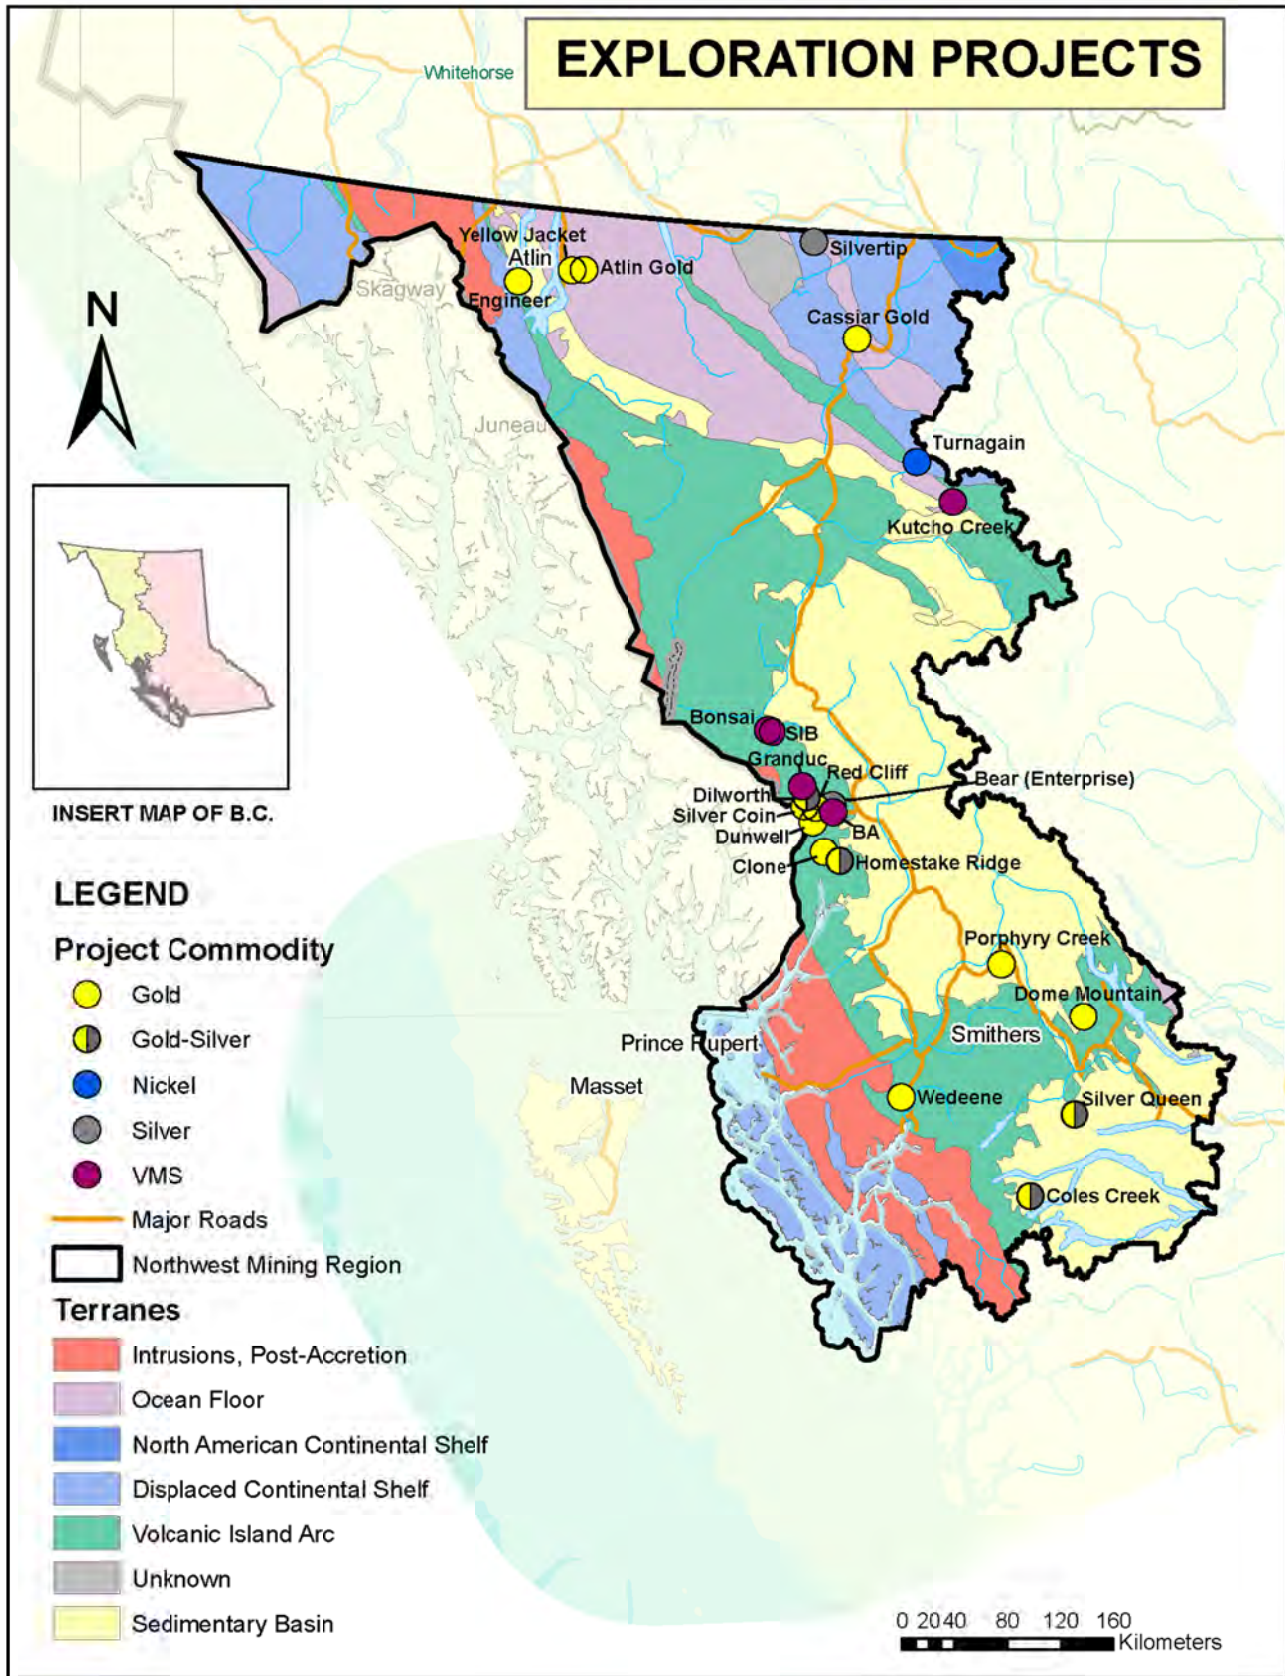 EXPLORATION PROJECTS
Whitehorse
Yellow Jacket
Atlin
Atlin Gold
Engineer
Silvertip
Skagway
Cassiar Gold
N
Juneau
Turnagain
Kutcho Creek
INSERT MAP OF B.C.
Bonsai
SIB
Granduc
Red Cliff
Bear (Enterprise)
Dilworth
Silver Coin
Dunwell
BA
Clone
Homestake Ridge
Porphyry Creek
Dome Mountain
Smithers
Prince Rupert
Masset
Wedeene
Silver Queen
Coles Creek
LEGEND
Project Commodity
Gold
Gold-Silver
Nickel
Silver
VMS
Major Roads
Northwest Mining Region
Terranes
Intrusions, Post-Accretion
Ocean Floor
North American Continental Shelf
Displaced Continental Shelf
Volcanic Island Arc
Unknown
Sedimentary Basin
0 20 40 80 120 160
Kilometers